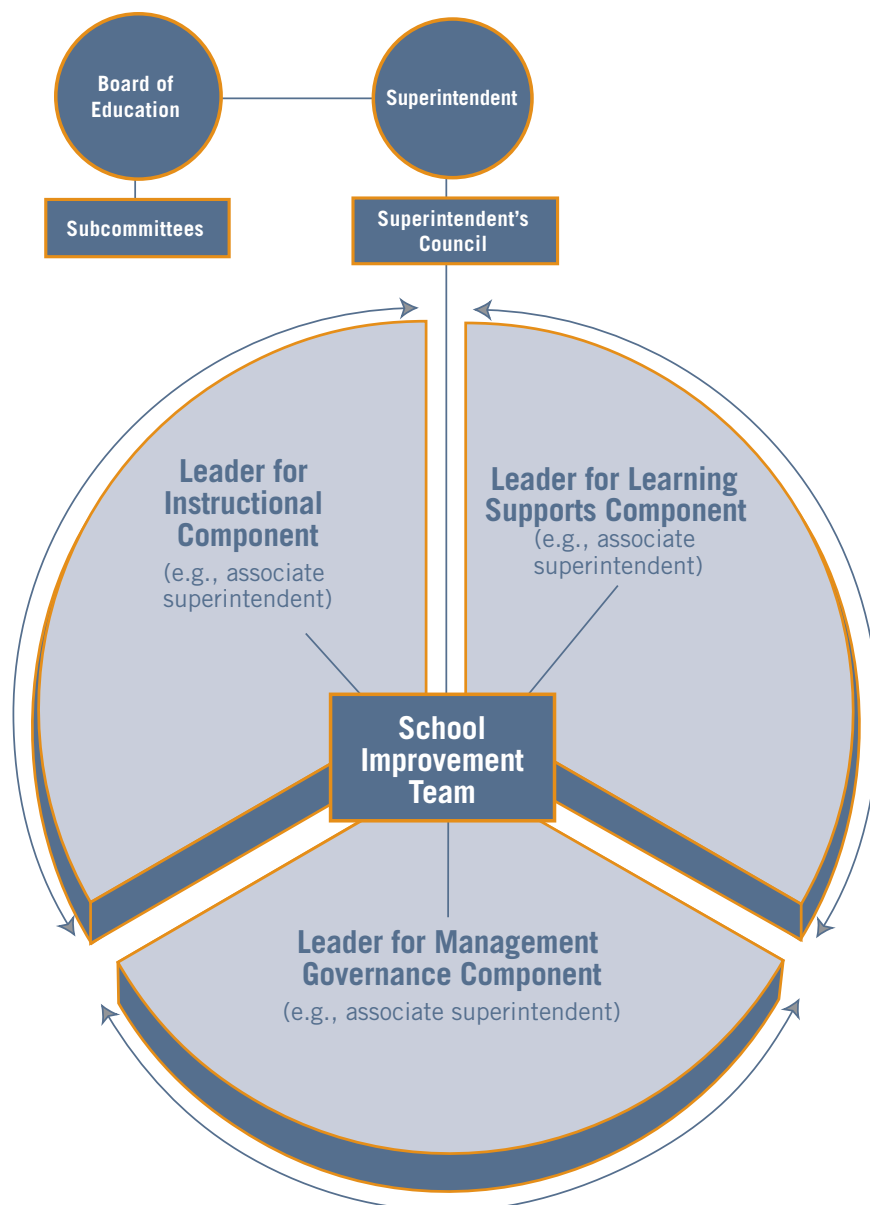 Board of
Education
Superintendent
Subcommittees
Superintendent’s
Council
Leader for
Instructional
Component
(e.g., associate
superintendent)
Leader for Learning
Supports Component
(e.g., associate
superintendent)
School
Improvement
Team
Leader for Management
Governance Component
(e.g., associate superintendent)